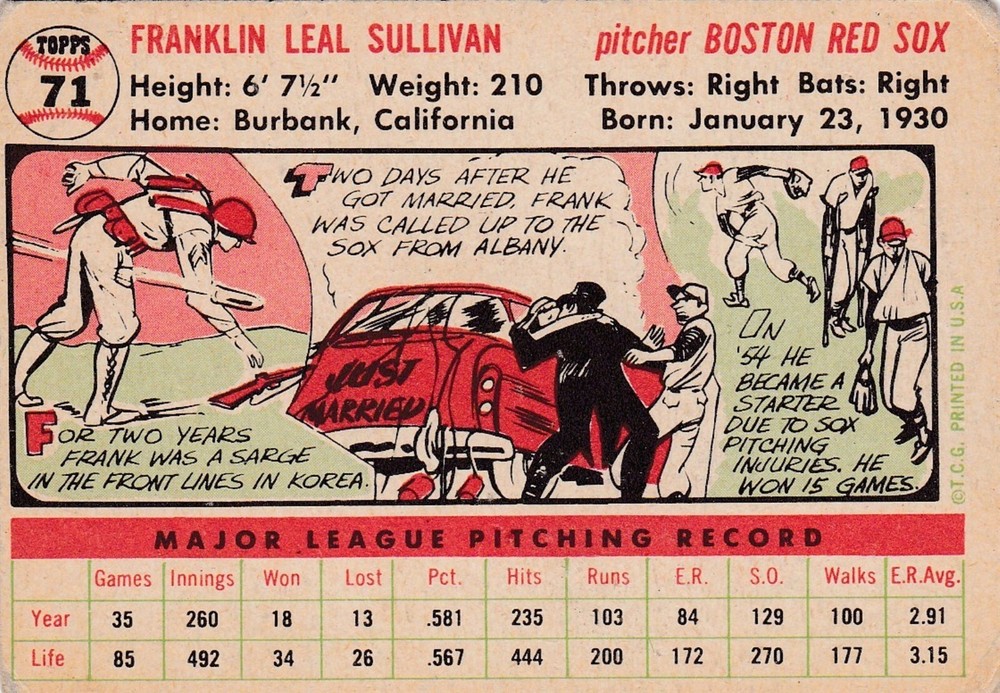 TOPPS
71
FRANKLIN LEAL SULLIVAN pitcher BOSTON RED SOX
Height: 6' 7½" Weight: 210 Throws: Right Bats: Right
Home: Burbank, California Born: January 23, 1930
TWO DAYS AFTER HE
GOT MARRIED, FRANK
WAS CALLED UP TO THE
SOX FROM ALBANY.
JUST
MARRIED
FOR TWO YEARS
FRANK WAS A SARGE
IN THE FRONT LINES IN KOREA.
ON
'54 HE
BECAME A
STARTER
DUE TO SOX
PITCHING
INJURIES. HE
WON 15 GAMES.
©T.C.G. PRINTED IN U.S.A
MAJOR LEAGUE PITCHING RECORD
Games Innings Won Lost Pct. Hits Runs E.R. S.O. Walks E.R.Avg.
Year 35 260 18 13 .581 235 103 84 129 100 2.91
Life 85 492 34 26 .567 444 200 172 270 177 3.15